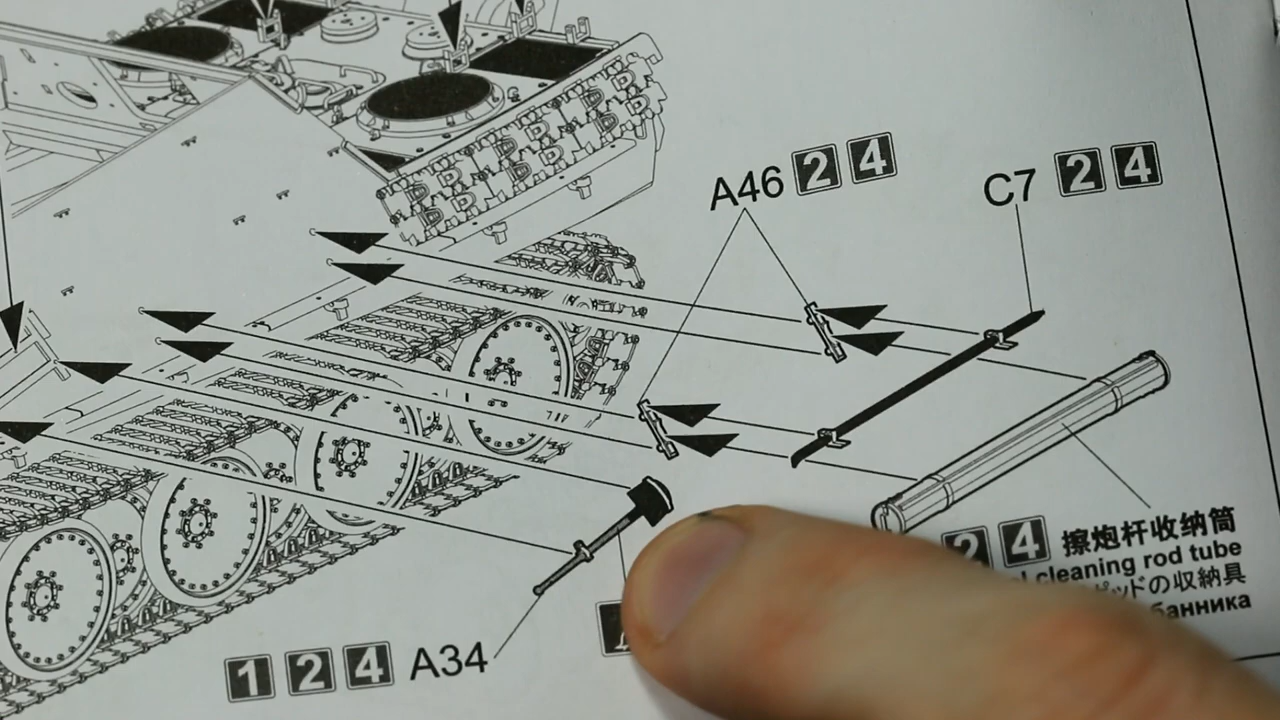 A46 2 4
C7 2 4
2 4 擦炮杆收纳筒
cleaning rod tube
ッドの収納具
банника
1 2 4 A34